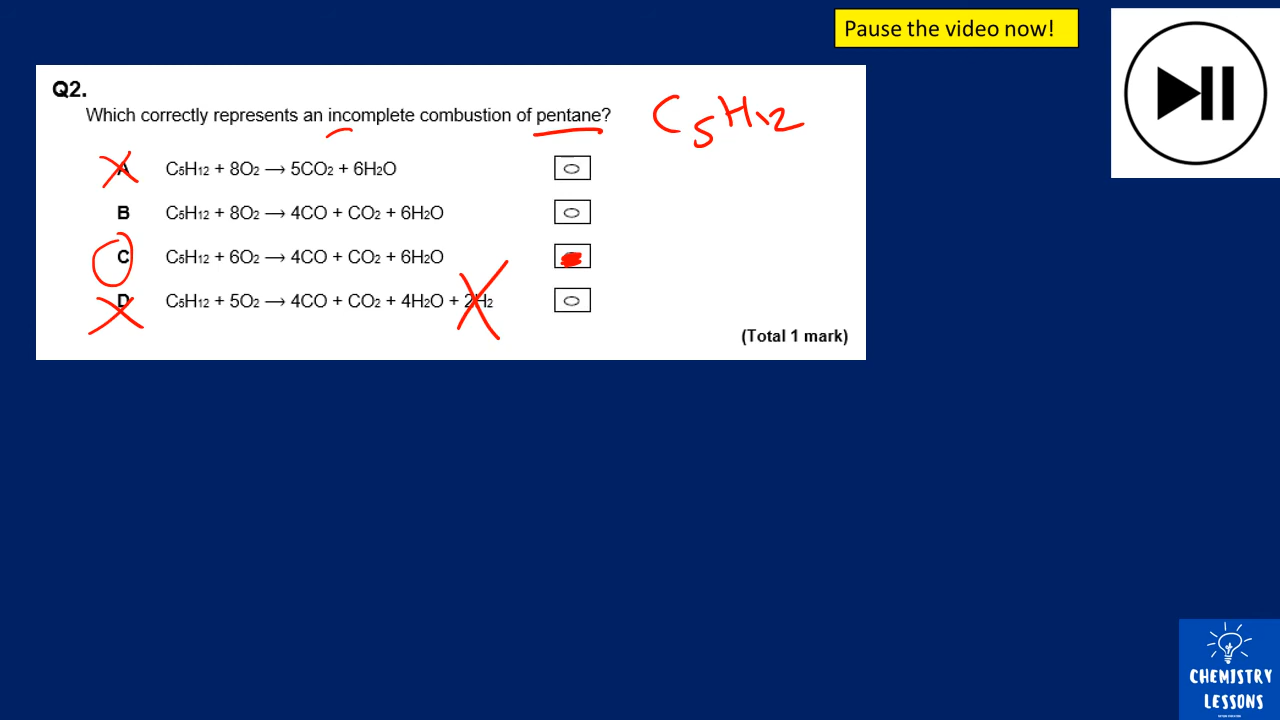 Pause the video now!
Q2.
Which correctly represents an incomplete combustion of pentane? C5H12
A C5H12 + 8O2 ⟶ 5CO2 + 6H2O
B C5H12 + 8O2 ⟶ 4CO + CO2 + 6H2O
C C5H12 + 6O2 ⟶ 4CO + CO2 + 6H2O
D C5H12 + 5O2 ⟶ 4CO + CO2 + 4H2O + 2H2
(Total 1 mark)
CHEMISTRY
LESSONS